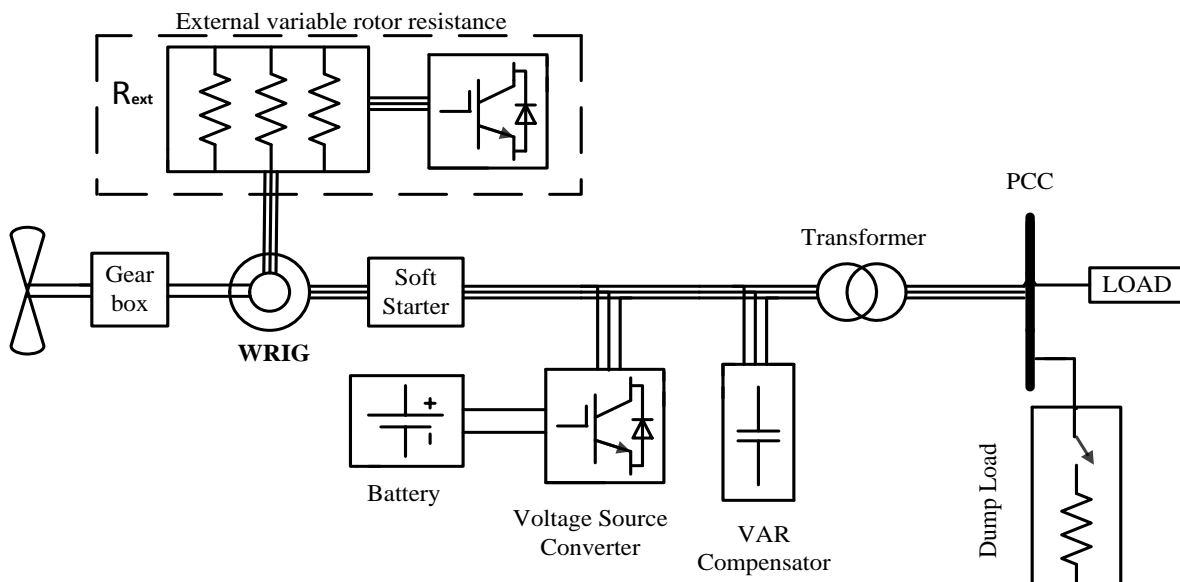 External variable rotor resistance
Rext
PCC
Transformer
Gear
box
Soft
Starter
LOAD
WRIG
+
-
Battery
Voltage Source
Converter
VAR
Compensator
Dump Load